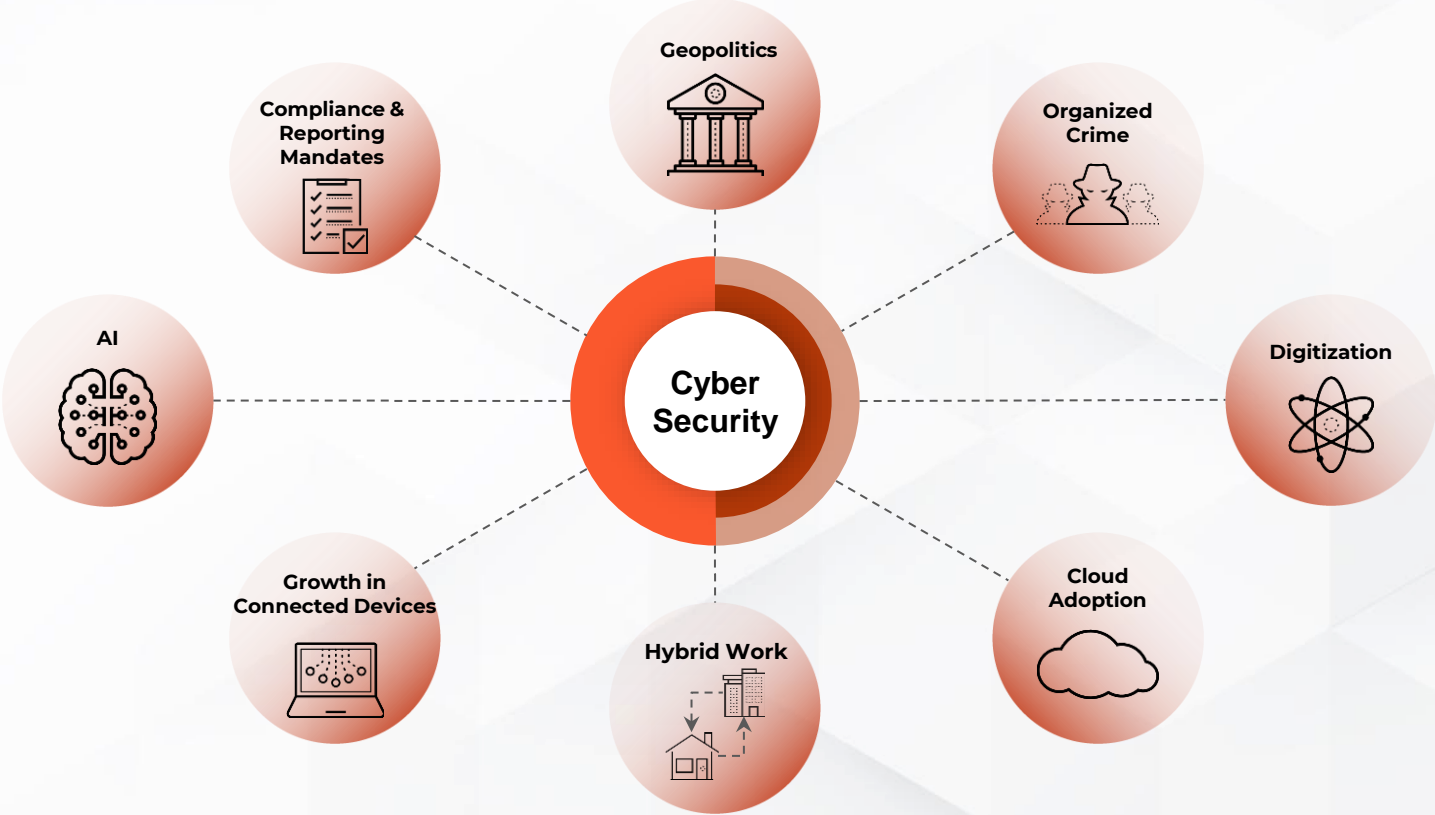 Geopolitics
Compliance &
Reporting
Mandates
Organized
Crime
AI
Digitization
Cyber
Security
Growth in
Connected Devices
Cloud
Adoption
Hybrid Work